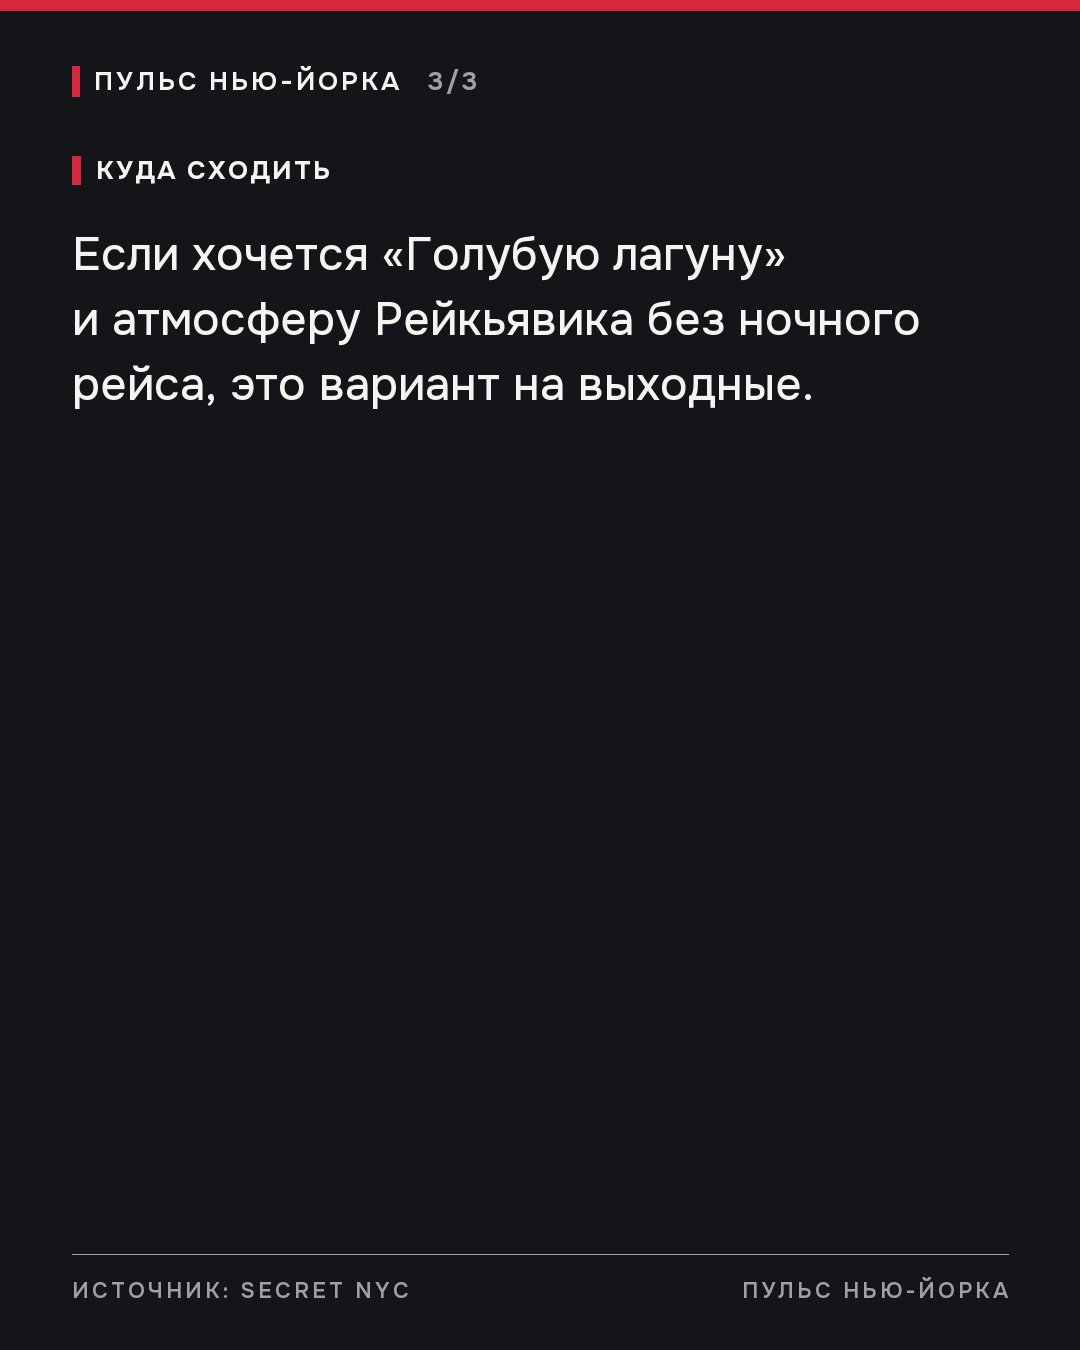 ПУЛЬС НЬЮ-ЙОРКА 3/3
КУДА СХОДИТЬ
Если хочется «Голубую лагуну»
и атмосферу Рейкьявика без ночного
рейса, это вариант на выходные.
ИСТОЧНИК: SECRET NYC
ПУЛЬС НЬЮ-ЙОРКА